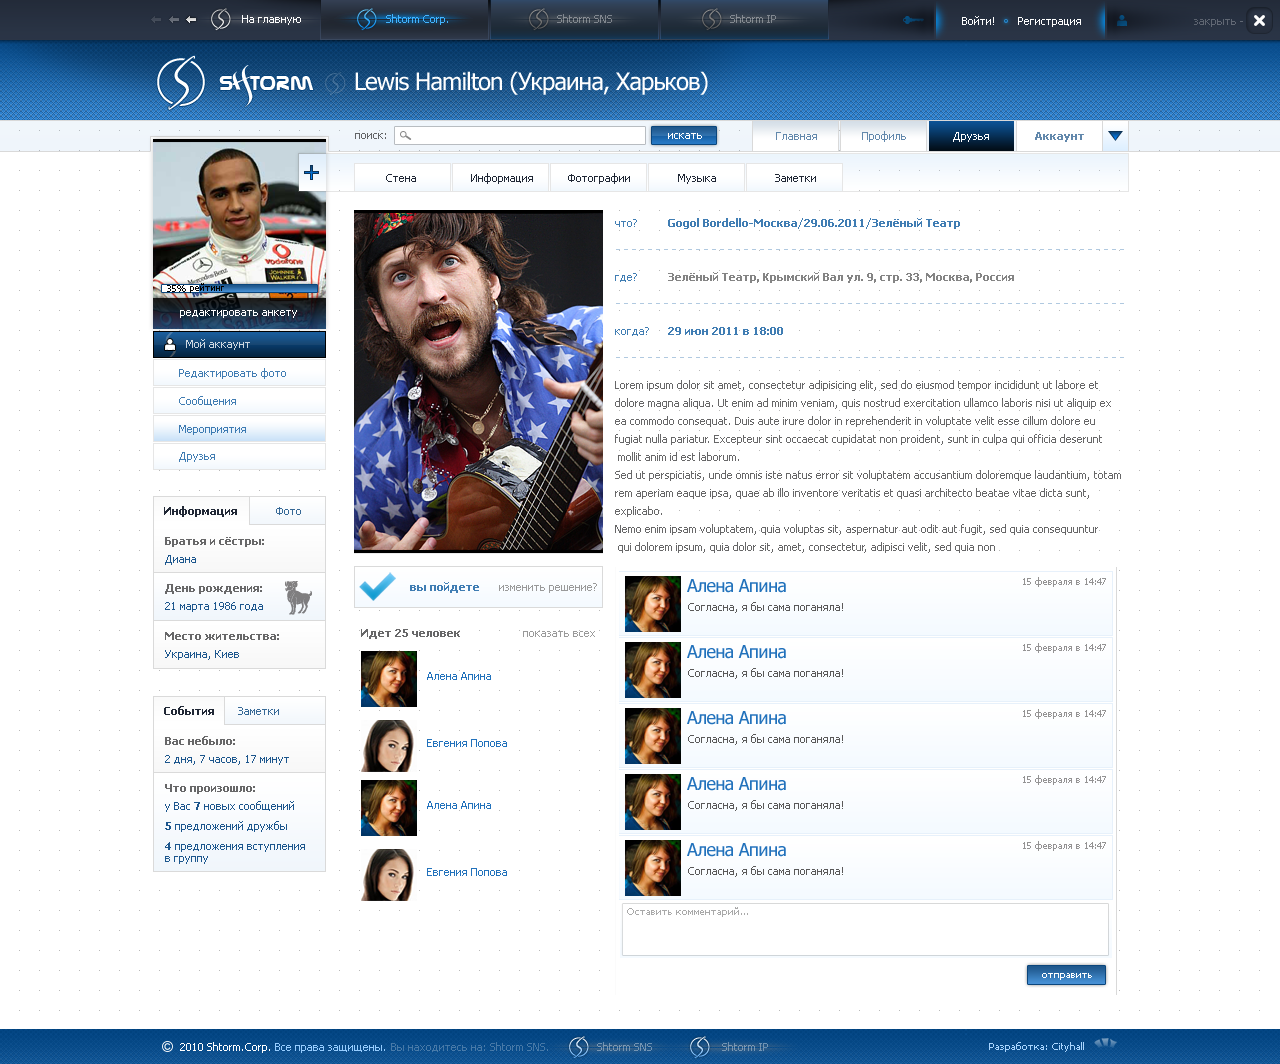 На главную
Shtorm Corp.
Shtorm SNS
Shtorm IP
Войти!
Регистрация
закрыть -
SHTORM
Lewis Hamilton (Украина, Харьков)
поиск:
искать
Главная
Профиль
Друзья
Аккаунт
Стена
Информация
Фотографии
Музыка
Заметки
35% рейтинг
редактировать анкету
Мой аккаунт
Редактировать фото
Сообщения
Мероприятия
Друзья
Информация
Фото
Братья и сёстры:
Диана
День рождения:
21 марта 1986 года
Место жительства:
Украина, Киев
События
Заметки
Вас небыло:
2 дня, 7 часов, 17 минут
Что произошло:
у Вас 7 новых сообщений
5 предложений дружбы
4 предложения вступления
в группу
вы пойдете
изменить решение?
Идет 25 человек
показать всех
Алена Апина
Евгения Попова
Алена Апина
Евгения Попова
что?
Gogol Bordello-Москва/29.06.2011/Зелёный Театр
где?
Зелёный Театр, Крымский Вал ул. 9, стр. 33, Москва, Россия
когда?
29 июн 2011 в 18:00
Lorem ipsum dolor sit amet, consectetur adipisicing elit, sed do eiusmod tempor incididunt ut labore et
dolore magna aliqua. Ut enim ad minim veniam, quis nostrud exercitation ullamco laboris nisi ut aliquip ex
ea commodo consequat. Duis aute irure dolor in reprehenderit in voluptate velit esse cillum dolore eu
fugiat nulla pariatur. Excepteur sint occaecat cupidatat non proident, sunt in culpa qui officia deserunt
mollit anim id est laborum.
Sed ut perspiciatis, unde omnis iste natus error sit voluptatem accusantium doloremque laudantium, totam
rem aperiam eaque ipsa, quae ab illo inventore veritatis et quasi architecto beatae vitae dicta sunt,
explicabo.
Nemo enim ipsam voluptatem, quia voluptas sit, aspernatur aut odit aut fugit, sed quia consequuntur
qui dolorem ipsum, quia dolor sit, amet, consectetur, adipisci velit, sed quia non
Алена Апина
15 февраля в 14:47
Согласна, я бы сама поганяла!
Алена Апина
15 февраля в 14:47
Согласна, я бы сама поганяла!
Алена Апина
15 февраля в 14:47
Согласна, я бы сама поганяла!
Алена Апина
15 февраля в 14:47
Согласна, я бы сама поганяла!
Алена Апина
15 февраля в 14:47
Согласна, я бы сама поганяла!
Оставить комментарий...
отправить
© 2010 Shtorm.Corp. Все права защищены. Вы находитесь на: Shtorm SNS.
Shtorm SNS
Shtorm IP
Разработка: Cityhall